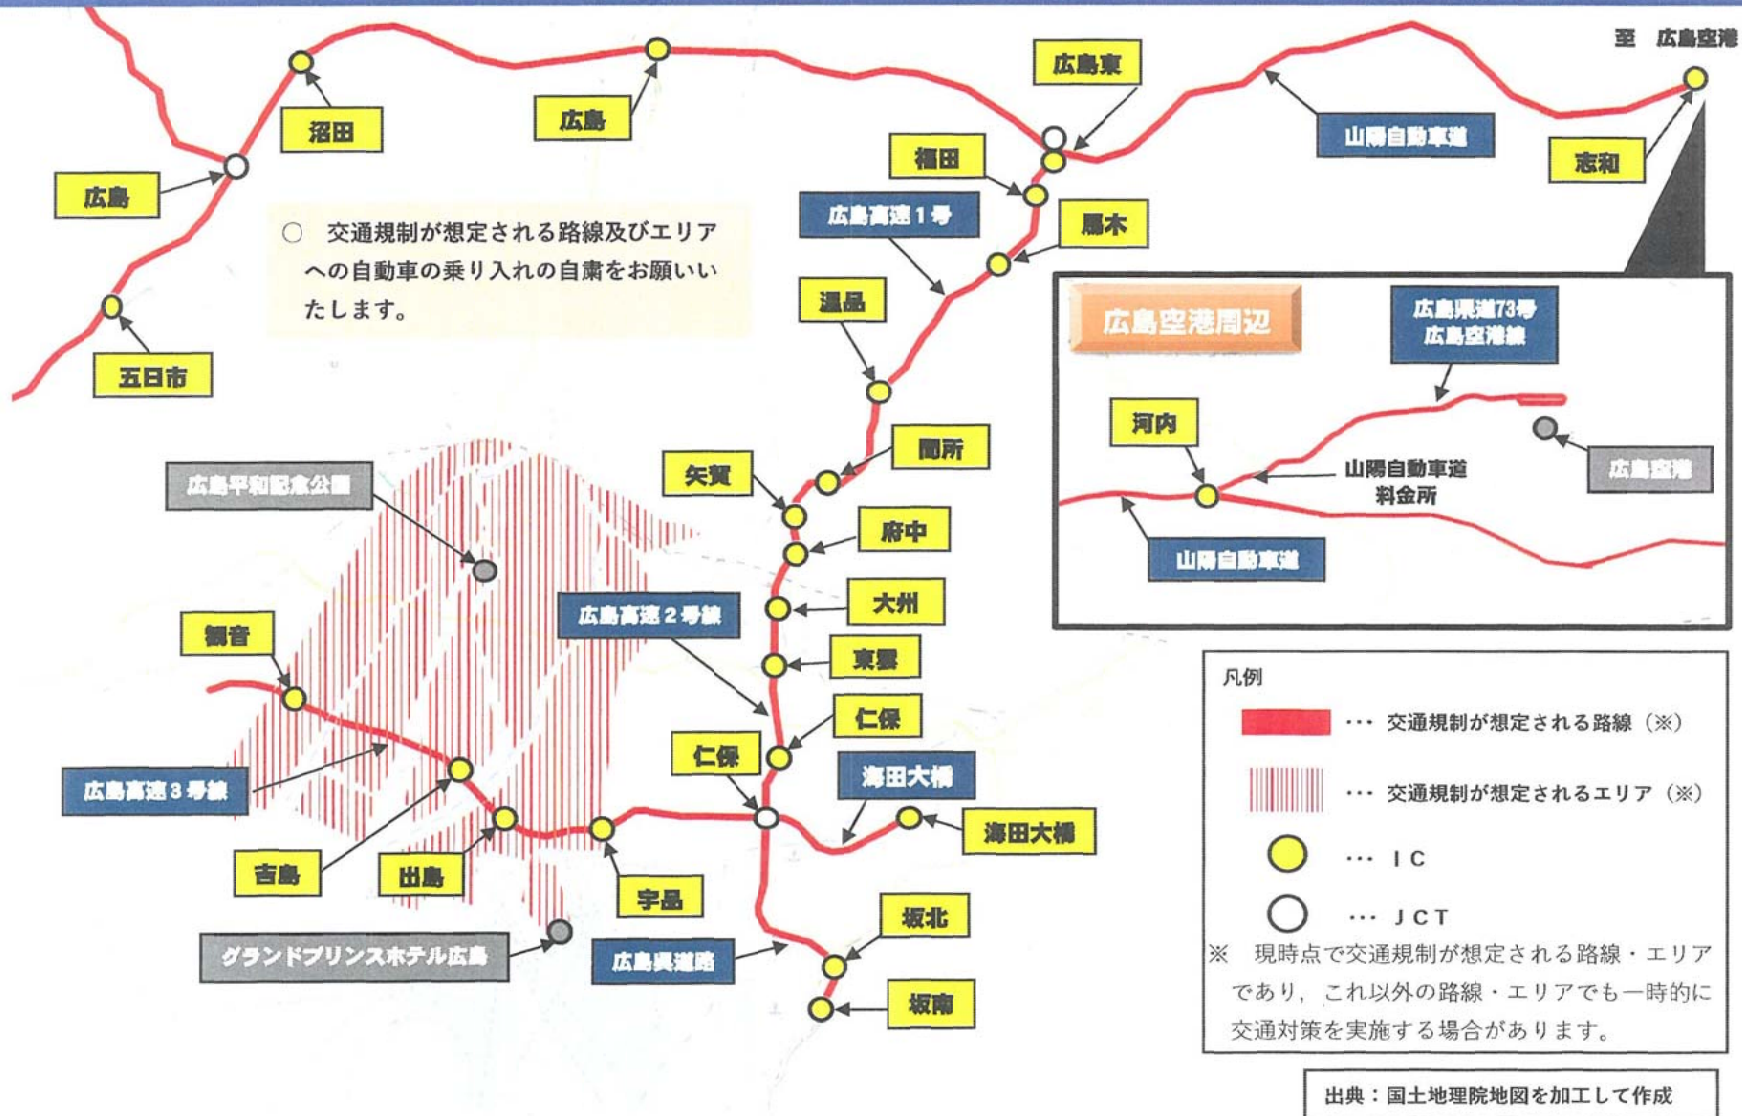 至　広島空港
広島東
広島
沼田
福田
山陽自動車道
志和
広島
広島高速１号
馬木
○　交通規制が想定される路線及びエリア
への自動車の乗り入れの自粛をお願いい
たします。
温品
広島空港周辺
広島県道73号
広島空港線
五日市
河内
間所
矢賀
広島平和記念公園
山陽自動車道
料金所
広島空港
府中
山陽自動車道
大州
広島高速２号線
観音
東雲
仁保
仁保
海田大橋
広島高速３号線
海田大橋
吉島
出島
宇品
坂北
グランドプリンスホテル広島
広島呉道路
坂南
凡例
… 交通規制が想定される路線（※）
… 交通規制が想定されるエリア（※）
… ＩＣ
… ＪＣＴ
※　現時点で交通規制が想定される路線・エリア
であり，これ以外の路線・エリアでも一時的に
交通対策を実施する場合があります。
出典：国土地理院地図を加工して作成